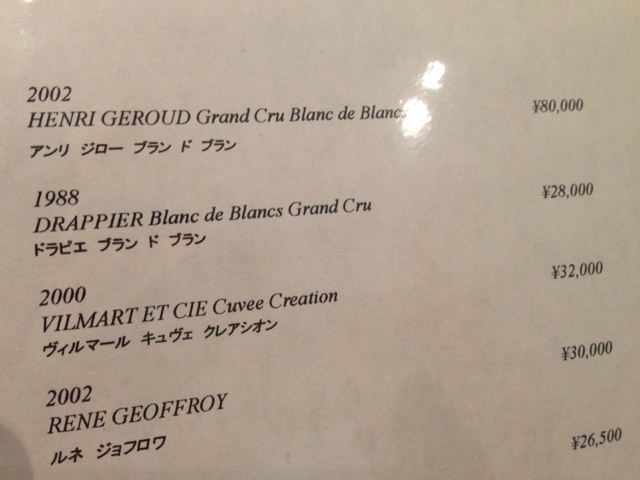 2002
HENRI GEROUD Grand Cru Blanc de Blancs
¥80,000
アンリ ジロー ブラン ド ブラン
1988
¥28,000
DRAPPIER Blanc de Blancs Grand Cru
ドラピエ ブラン ド ブラン
2000
¥32,000
VILMART ET CIE Cuvee Creation
ヴィルマール キュヴェ クレアシオン
2002
¥30,000
RENE GEOFFROY
ルネ ジョフロワ
¥26,500